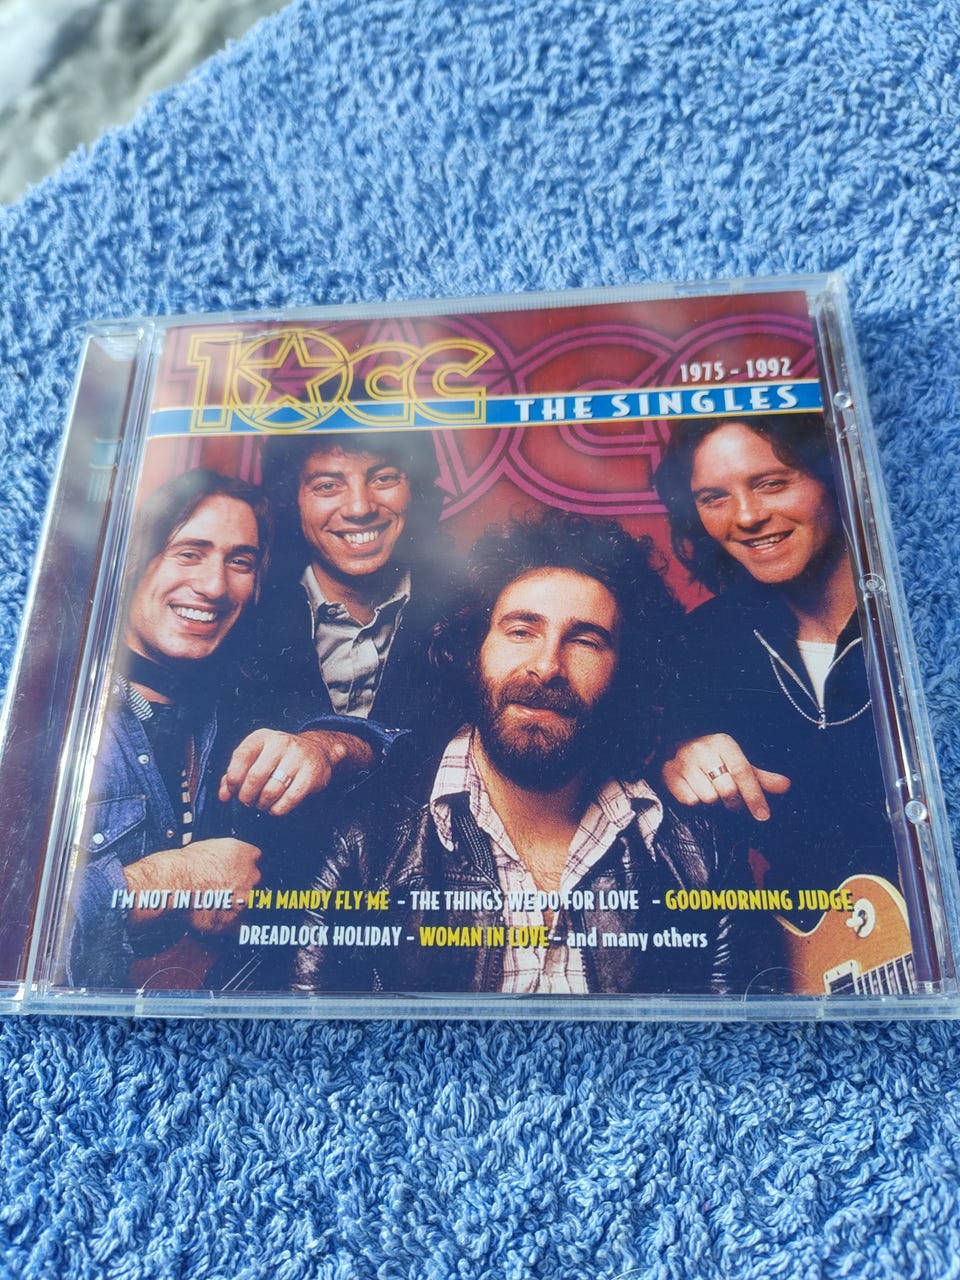 10cc
1975 - 1992
THE SINGLES
I'M NOT IN LOVE - I'M MANDY FLY ME - THE THINGS WE DO FOR LOVE - GOODMORNING JUDGE
DREADLOCK HOLIDAY - WOMAN IN LOVE - and many others